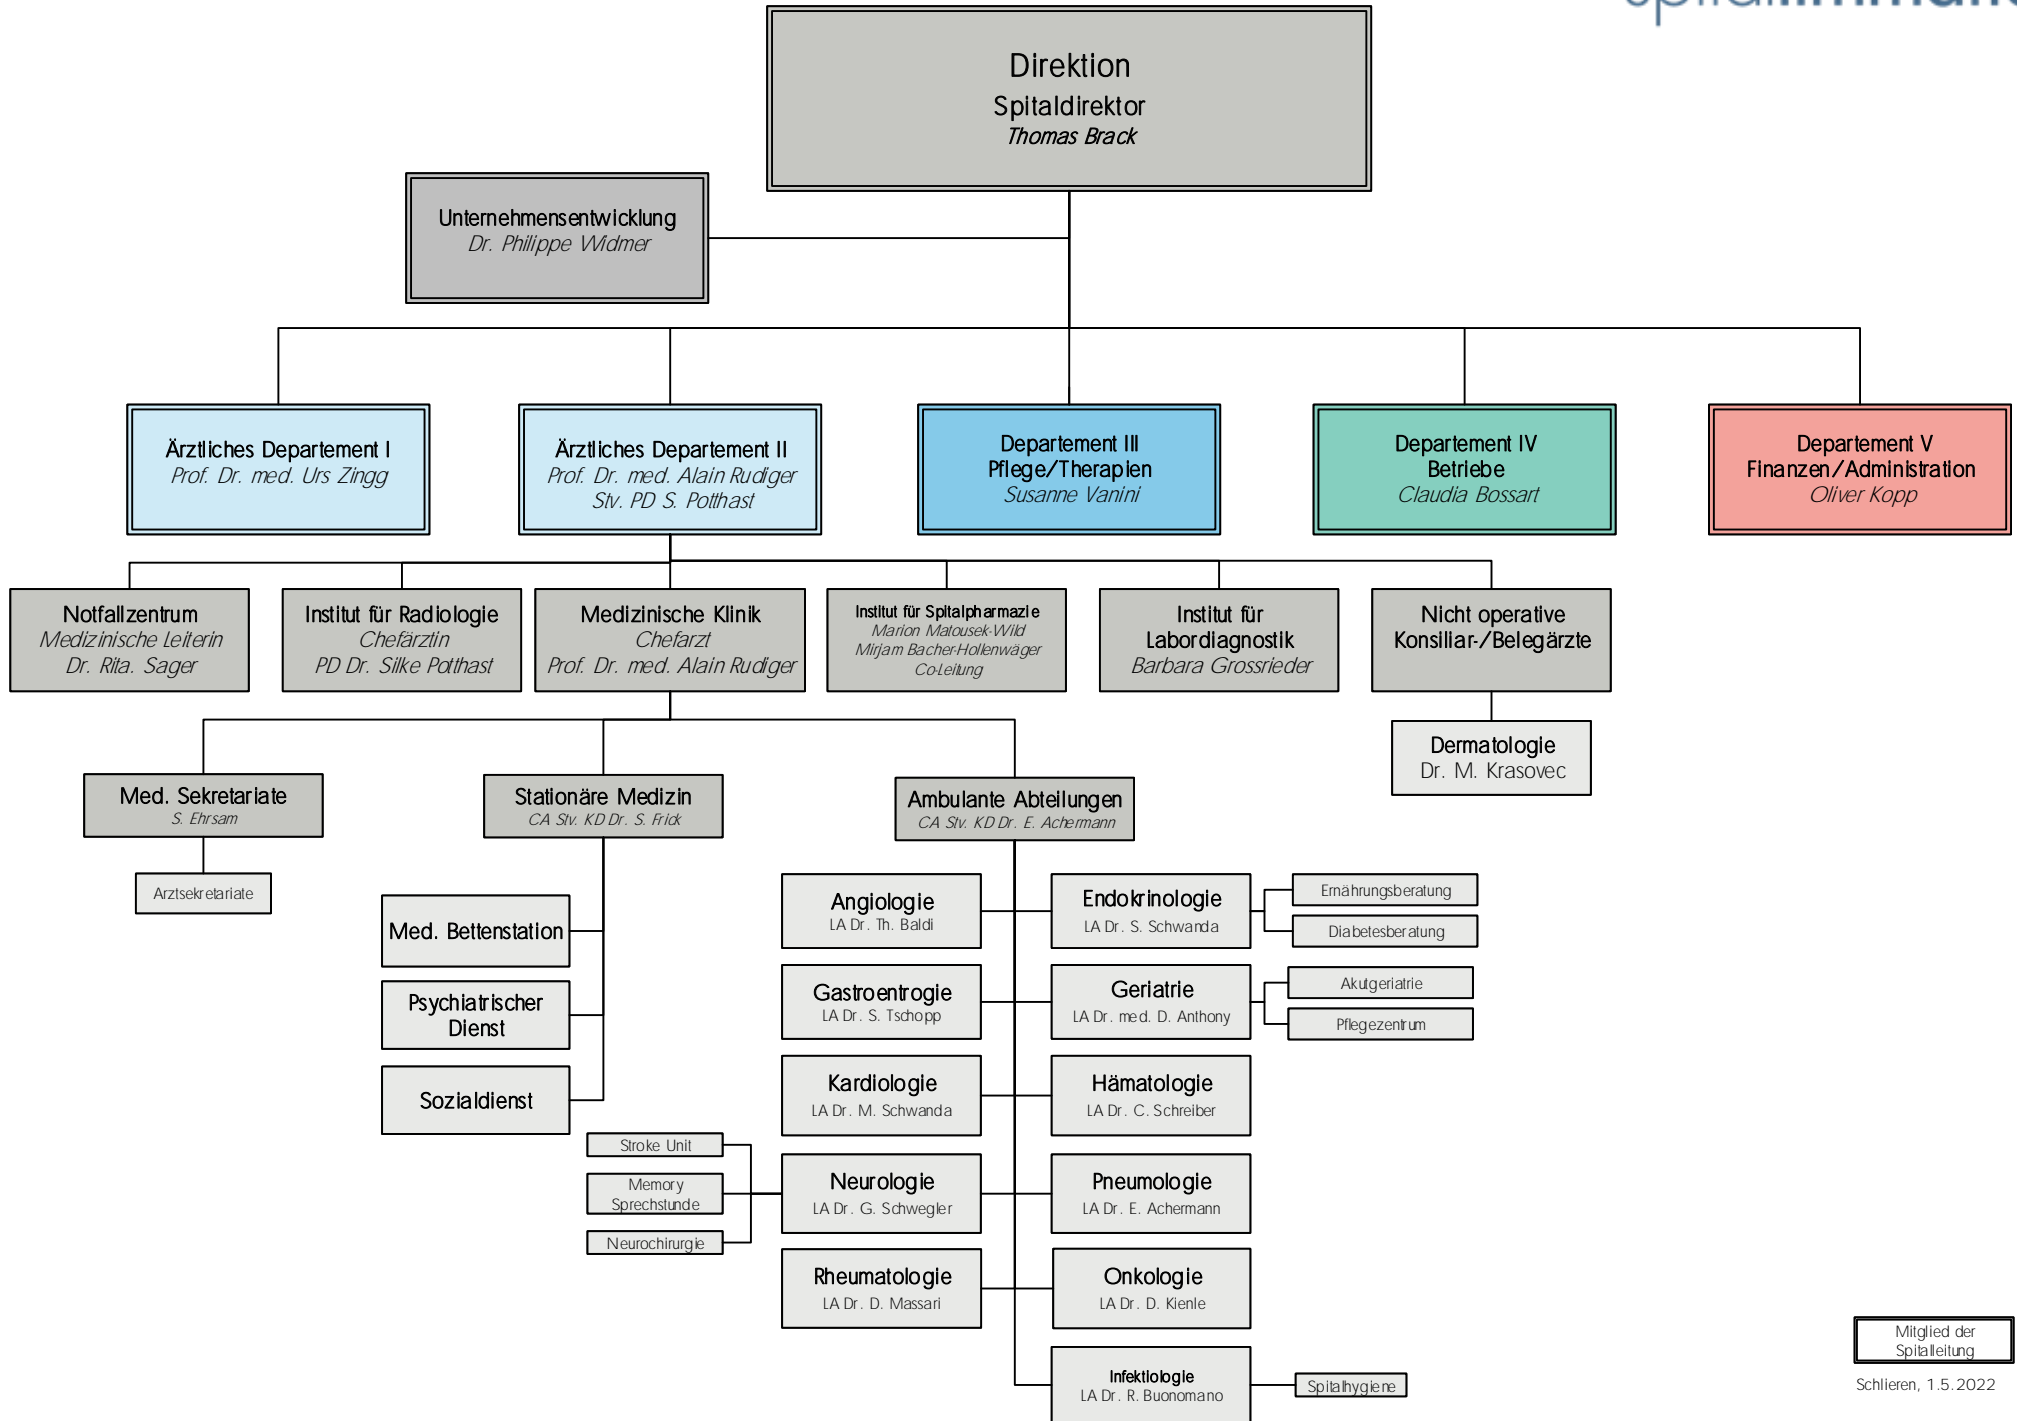 Direktion
Spitaldirektor
Thomas Brack
Unternehmensentwicklung
Dr. Philippe Widmer
Ärztliches Departement I
Prof. Dr. med. Urs Zingg
Ärztliches Departement II
Prof. Dr. med. Alain Rudiger
Stv. PD S. Potthast
Departement III
Pflege/Therapien
Susanne Vanini
Departement IV
Betriebe
Claudia Bossart
Departement V
Finanzen/Administration
Oliver Kopp
Notfallzentrum
Medizinische Leiterin
Dr. Rita. Sager
Institut für Radiologie
Chefärztin
PD Dr. Silke Potthast
Medizinische Klinik
Chefarzt
Prof. Dr. med. Alain Rudiger
Institut für Spitalpharmazie
Marion Matousek-Wild
Mirjam Bacher-Hollenwäger
Co-Leitung
Institut für
Labordiagnostik
Barbara Grossrieder
Nicht operative
Konsiliar-/Belegärzte
Dermatologie
Dr. M. Krasovec
Med. Sekretariate
S. Ehrsam
Arztsekretariate
Stationäre Medizin
CA Stv. KD Dr. S. Frick
Med. Bettenstation
Psychiatrischer
Dienst
Sozialdienst
Ambulante Abteilungen
CA Stv. KD Dr. E. Achermann
Angiologie
LA Dr. Th. Baldi
Endokrinologie
LA Dr. S. Schwanda
Ernährungsberatung
Diabetesberatung
Gastroentrogie
LA Dr. S. Tschopp
Geriatrie
LA Dr. med. D. Anthony
Akutgeriatrie
Pflegezentrum
Kardiologie
LA Dr. M. Schwanda
Hämatologie
LA Dr. C. Schreiber
Stroke Unit
Memory
Sprechstunde
Neurochirurgie
Neurologie
LA Dr. G. Schwegler
Pneumologie
LA Dr. E. Achermann
Rheumatologie
LA Dr. D. Massari
Onkologie
LA Dr. D. Kienle
Infektiologie
LA Dr. R. Buonomano
Spitalhygiene
Mitglied der
Spitalleitung
Schlieren, 1.5.2022